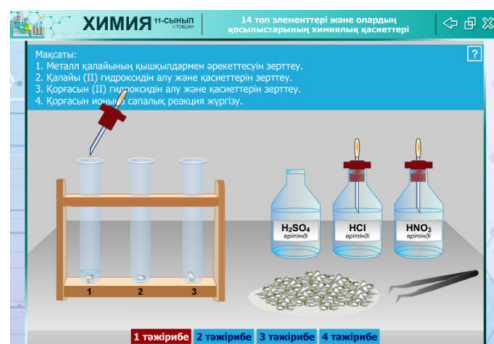 ХИМИЯ 11-СЫНЫП
14 топ элементтері және олардың
қосылыстарының химиялық қасиеттері
?
Мақсаты:
1. Металл қалайының қышқылдармен әрекеттесуін зерттеу.
2. Қалайы (II) гидроксидін алу және қасиеттерін зерттеу.
3. Қорғасын (II) гидроксидін алу және қасиеттерін зерттеу.
4. Қорғасын ионына сапалық реакция жүргізу.
H₂SO₄
ерітінді
HCl
ерітінді
HNO₃
ерітінді
1
2
3
1 тәжірибе 2 тәжірибе 3 тәжірибе 4 тәжірибе